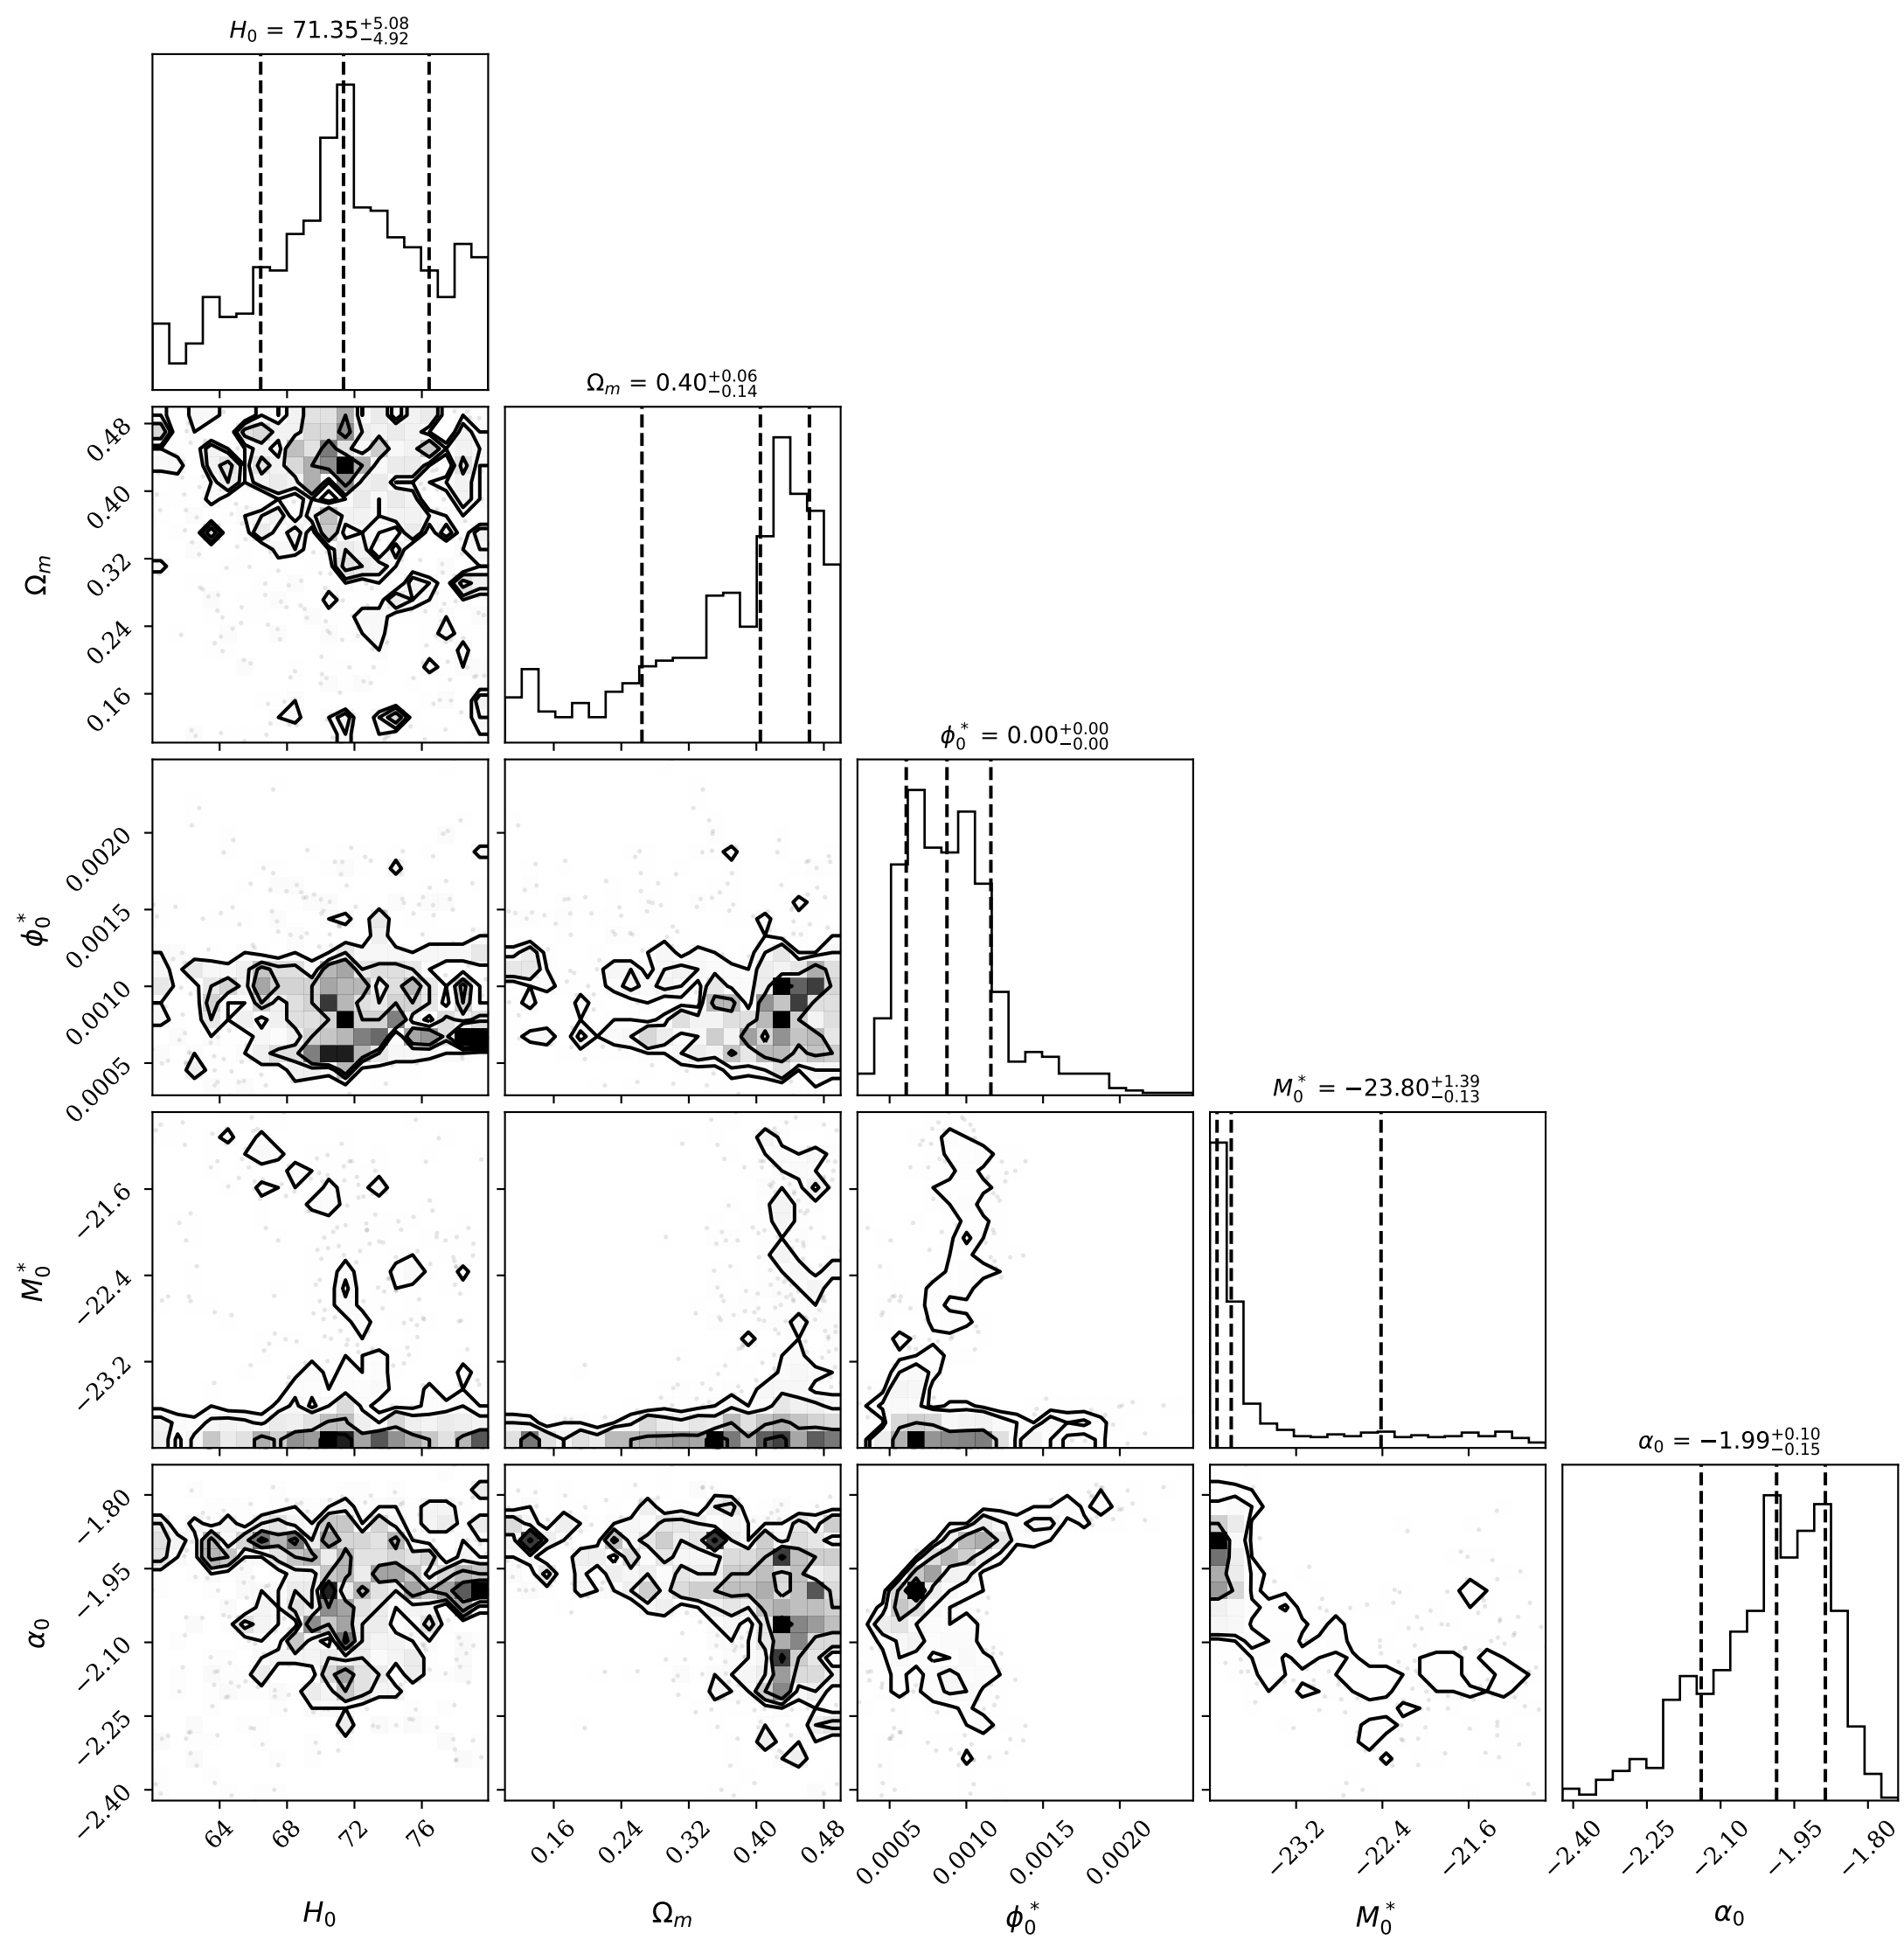 H_0 = 71.35^{+5.08}_{−4.92}
Ω_m = 0.40^{+0.06}_{−0.14}
0.48
0.40
0.32
0.24
0.16
Ω_m
ϕ_0^* = 0.00^{+0.00}_{−0.00}
0.0020
0.0015
0.0010
0.0005
ϕ_0^*
M_0^* = −23.80^{+1.39}_{−0.13}
−21.6
−22.4
−23.2
M_0^*
α_0 = −1.99^{+0.10}_{−0.15}
−1.80
−1.95
−2.10
−2.25
−2.40
α_0
64 68 72 76
0.16 0.24 0.32 0.40 0.48
0.0005 0.0010 0.0015 0.0020
−23.2 −22.4 −21.6
−2.40 −2.25 −2.10 −1.95 −1.80
H_0 Ω_m ϕ_0^* M_0^* α_0